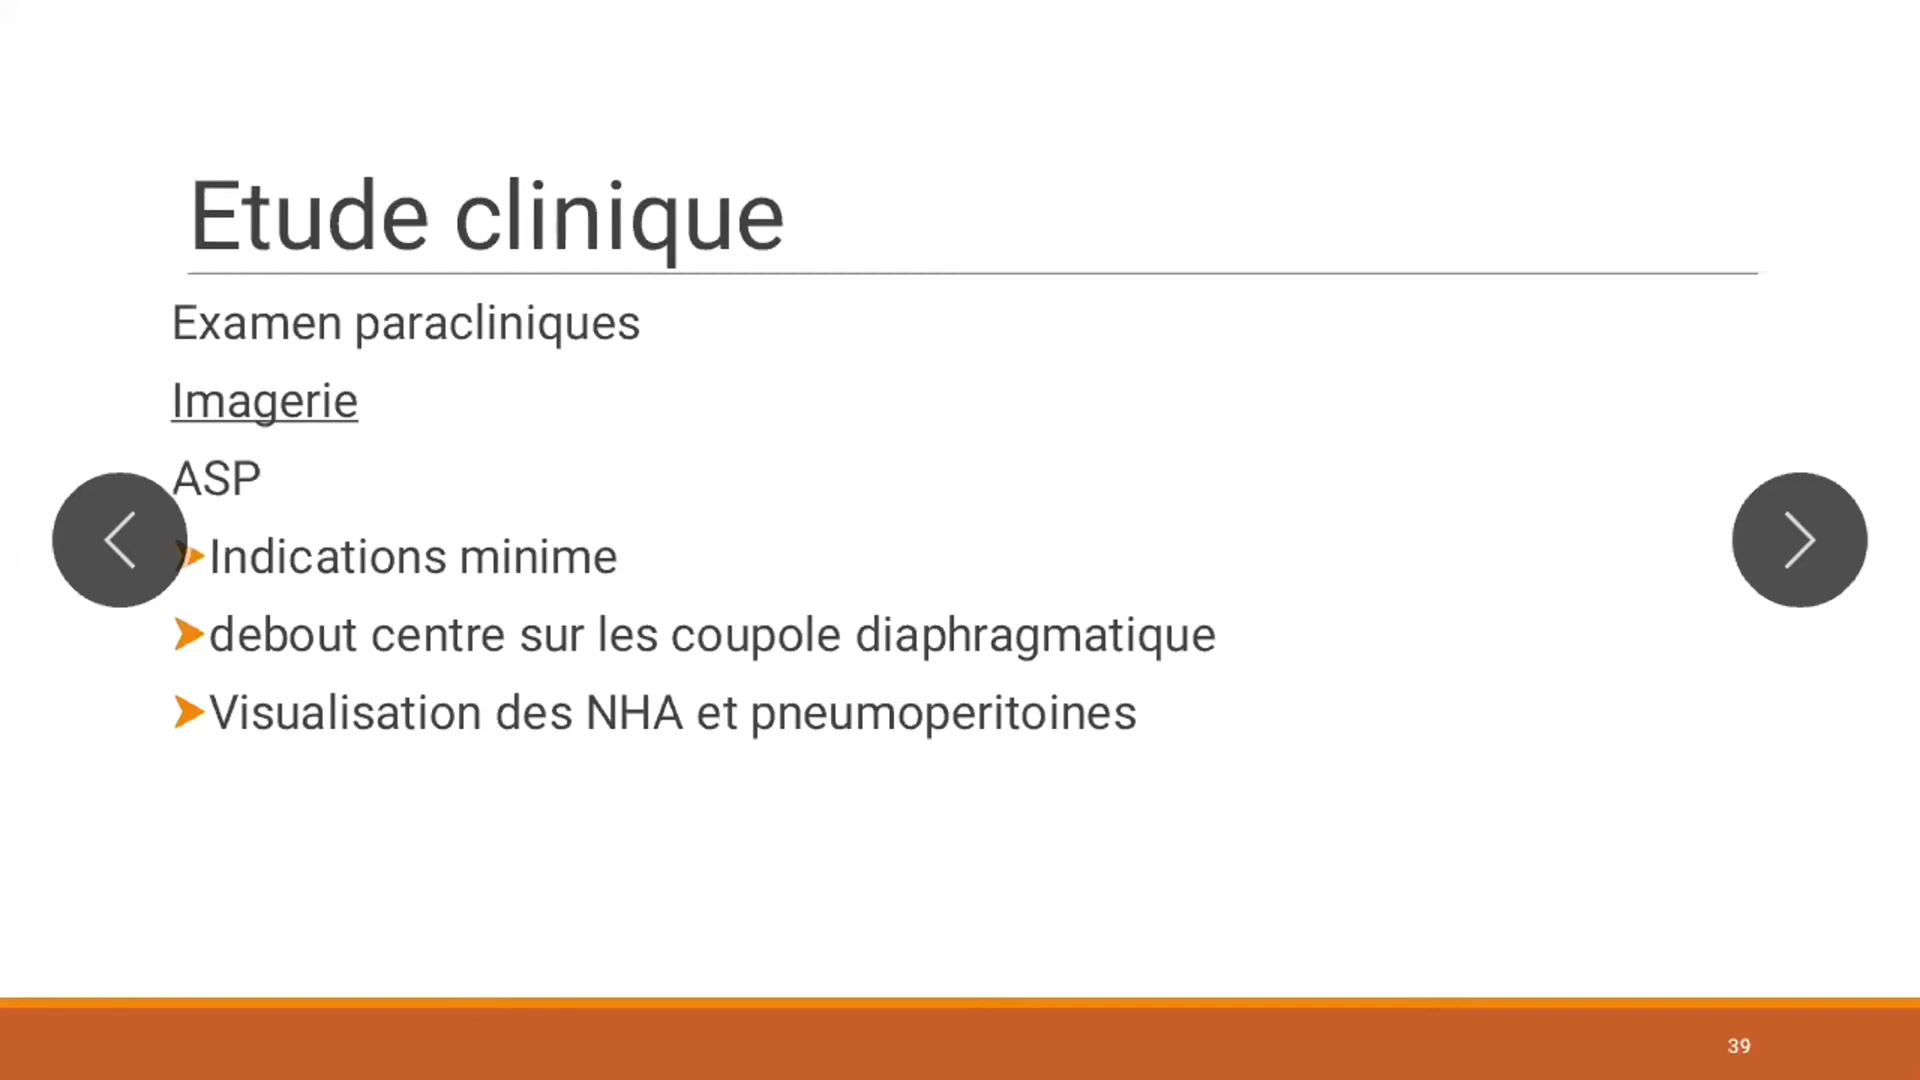 Etude clinique
Examen paracliniques
Imagerie
ASP
Indications minime
debout centre sur les coupole diaphragmatique
Visualisation des NHA et pneumoperitoines
39